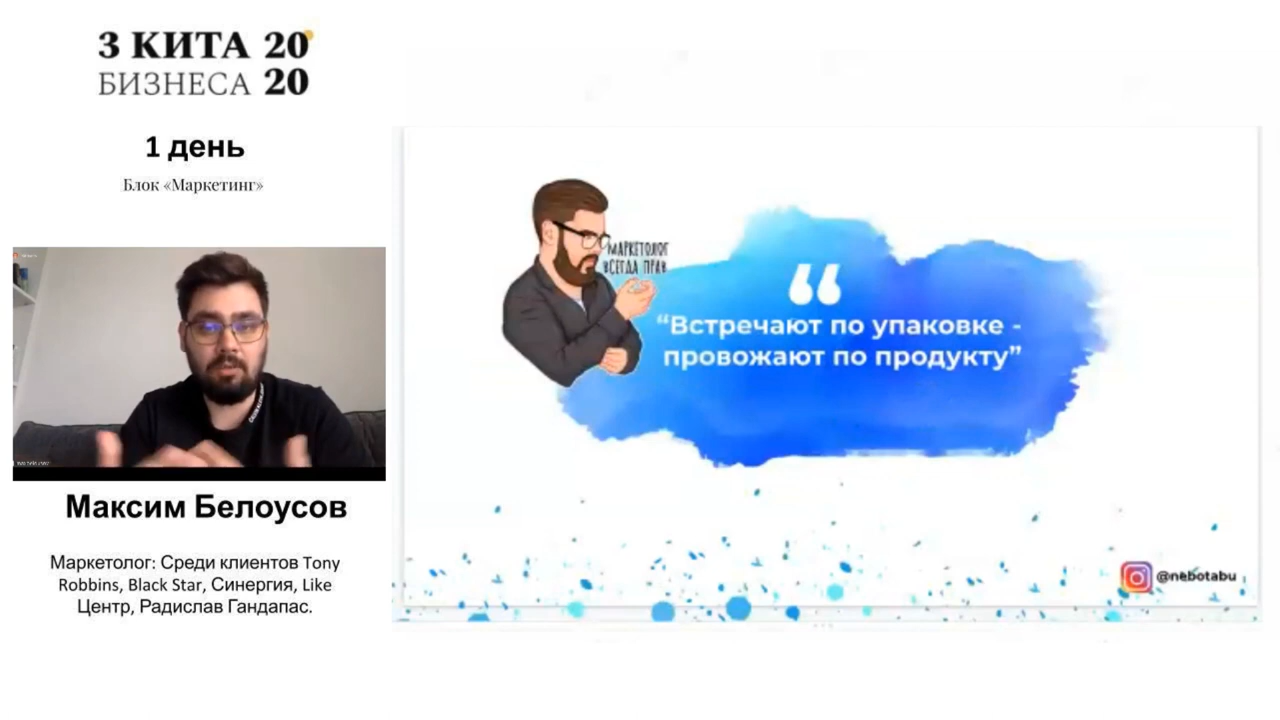 3 КИТА 20
БИЗНЕСА 20
1 день
Блок «Маркетинг»
Максим Белоусов
Маркетолог: Среди клиентов Tony
Robbins, Black Star, Синергия, Like
Центр, Радислав Гандапас.
МАРКЕТОЛОГ
ВСЕГДА ПРАВ
“
“Встречают по упаковке -
провожают по продукту”
@nebotabu